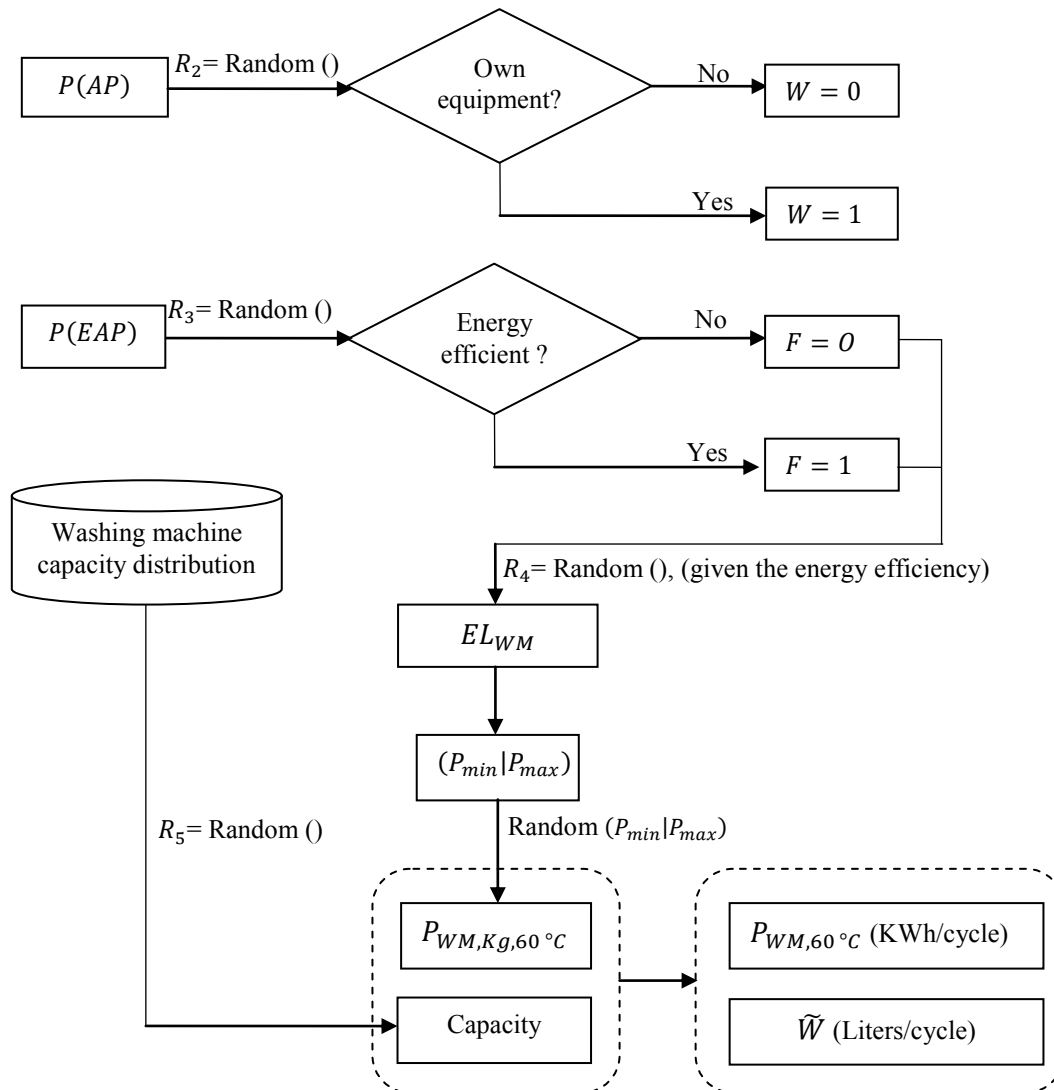 P(AP)
R₂= Random ()
Own
equipment?
No
W = 0
Yes
W = 1
P(EAP)
R₃= Random ()
Energy
efficient ?
No
F = O
Yes
F = 1
Washing machine
capacity distribution
R₄= Random (), (given the energy efficiency)
EL_WM
(P_min|P_max)
R₅= Random ()
Random (P_min|P_max)
P_WM,Kg,60 °C
Capacity
P_WM,60 °C (KWh/cycle)
W̃ (Liters/cycle)